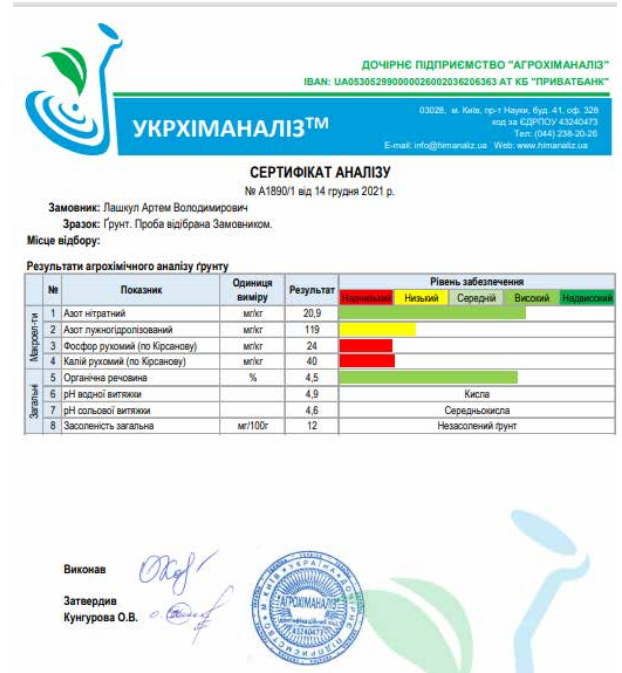 ДОЧІРНЄ ПІДПРИЄМСТВО "АГРОХІМАНАЛІЗ"
IBAN: UA053052990000026002036206363 АТ КБ "ПРИВАТБАНК"
УКРХІМАНАЛІЗ™
03028, м. Київ, пр-т Науки, буд. 41, оф. 328
код за ЄДРПОУ 43240473
Тел: (044) 238-20-26
E-mail: info@himanaliz.ua Web: www.himanaliz.ua
СЕРТИФІКАТ АНАЛІЗУ
№ А1890/1 від 14 грудня 2021 р.
Замовник: Лашкул Артем Володимирович
Зразок: Ґрунт. Проба відібрана Замовником.
Місце відбору:
Результати агрохімічного аналізу ґрунту
№ Показник Одиниця виміру Результат Рівень забезпечення
Наднизький Низький Середній Високий Надвисокий
Макроел-ти
1 Азот нітратний мг/кг 20,9
2 Азот лужногідролізований мг/кг 119
3 Фосфор рухомий (по Кірсанову) мг/кг 24
4 Калій рухомий (по Кірсанову) мг/кг 40
Загальні
5 Органічна речовина % 4,5
6 рН водної витяжки 4,9 Кисла
7 рН сольової витяжки 4,6 Середньокисла
8 Засоленість загальна мг/100г 12 Незасолений ґрунт
Виконав
Затвердив
Кунгурова О.В.
АГРОХІМАНАЛІЗ
43240473